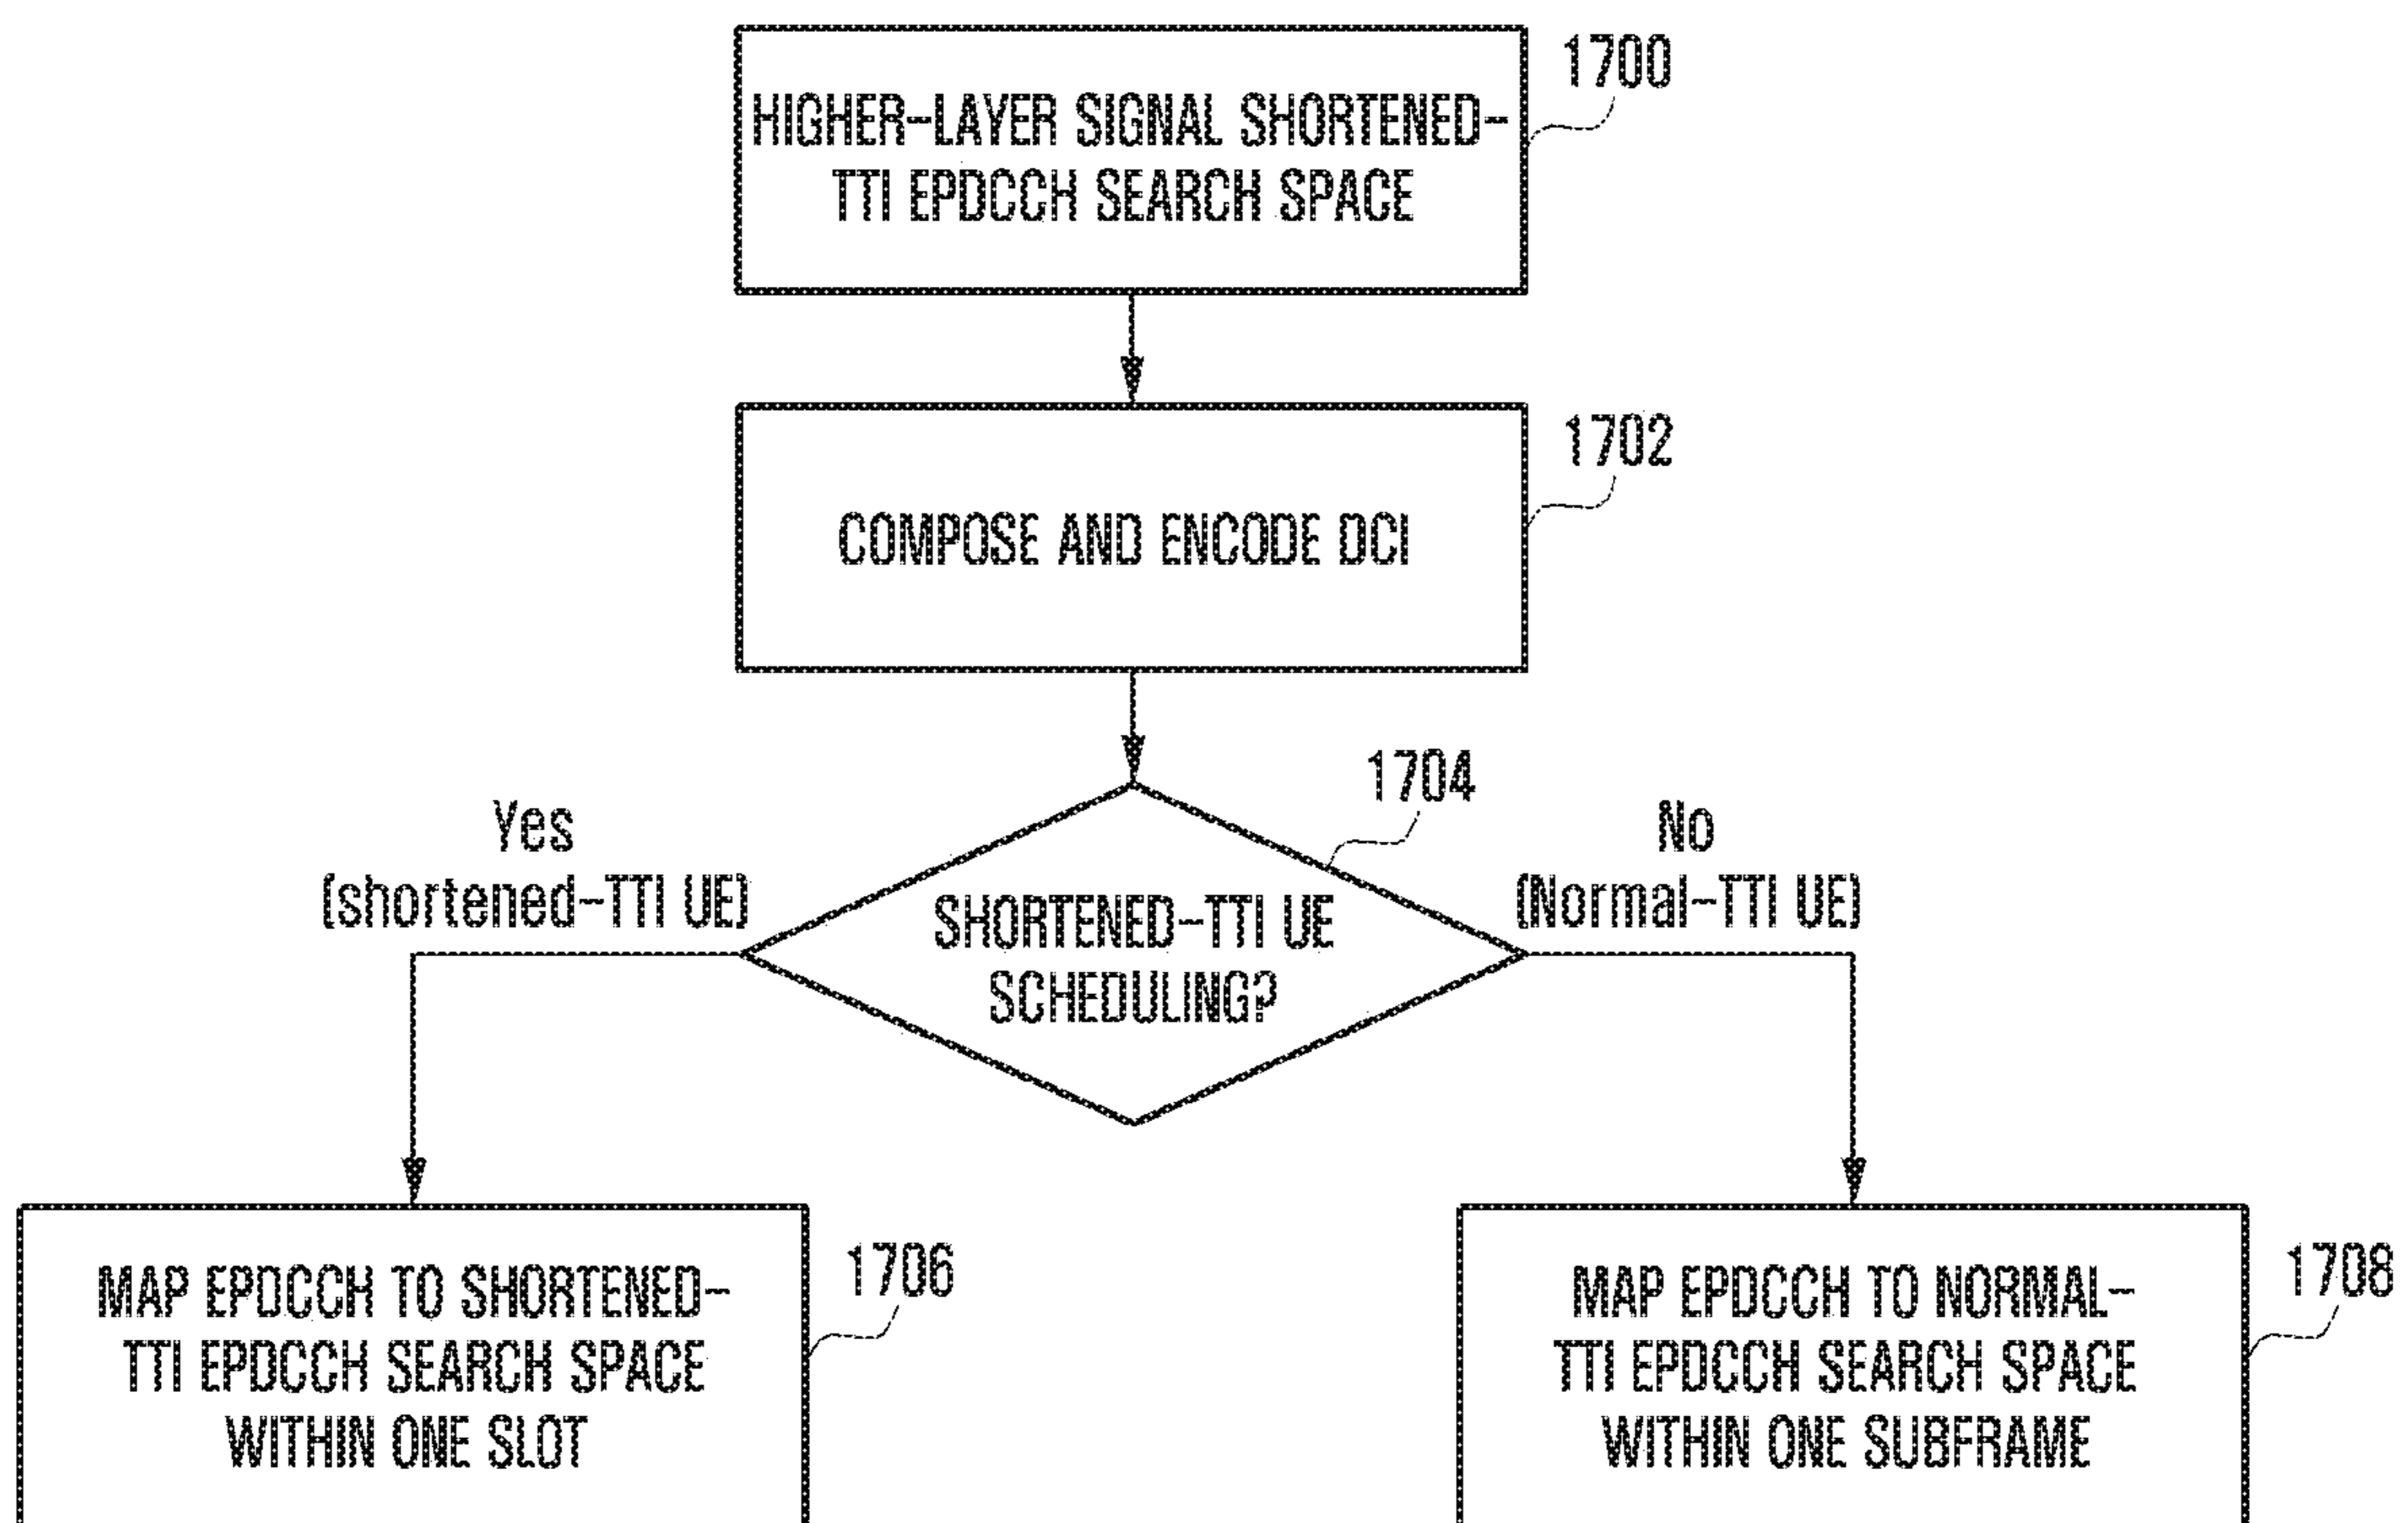 1700
HIGHER-LAYER SIGNAL SHORTENED-
TTI EPDCCH SEARCH SPACE
1702
COMPOSE AND ENCODE DCI
1704
Yes
(shortened-TTI UE)
No
(Normal-TTI UE)
SHORTENED-TTI UE
SCHEDULING?
1706
MAP EPDCCH TO SHORTENED-
TTI EPDCCH SEARCH SPACE
WITHIN ONE SLOT
1708
MAP EPDCCH TO NORMAL-
TTI EPDCCH SEARCH SPACE
WITHIN ONE SUBFRAME